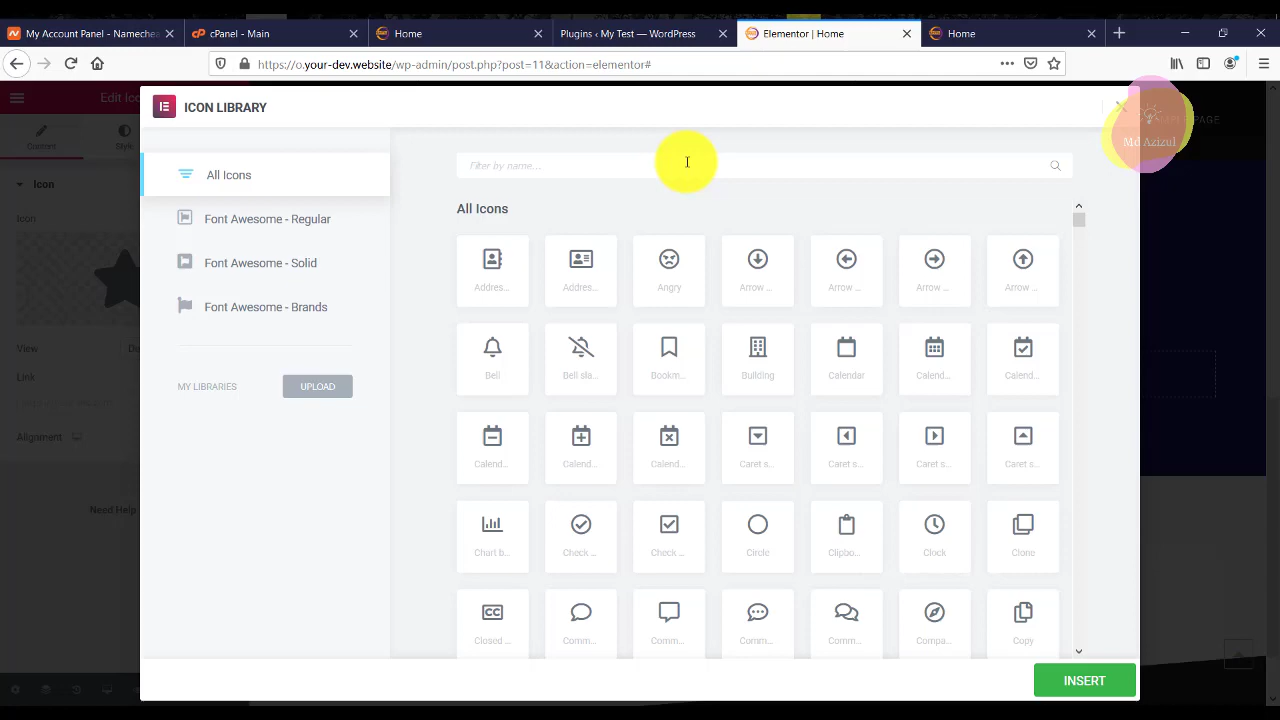 My Account Panel - Namechea
cPanel - Main
Home
Plugins ‹ My Test — WordPress
Elementor | Home
Home
https://o.your-dev.website/wp-admin/post.php?post=11&action=elementor#
Edit Ic
ICON LIBRARY
PAGE
Md Azizul
Content
Style
All Icons
Filter by name...
Icon
Icon
Font Awesome - Regular
All Icons
Font Awesome - Solid
Addres...
Addres...
Angry
Arrow ...
Arrow ...
Arrow ...
Arrow ...
Font Awesome - Brands
View
De
Link
Bell
Bell sla...
Bookm...
Building
Calendar
Calend...
Calend...
MY LIBRARIES
UPLOAD
Alignment
Calend...
Calend...
Calend...
Caret s...
Caret s...
Caret s...
Caret s...
Need Help
Chart b...
Check ...
Check ...
Circle
Clipbo...
Clock
Clone
CC
Closed ...
Comm...
Comm...
Comm...
Comm...
Compa...
Copy
INSERT